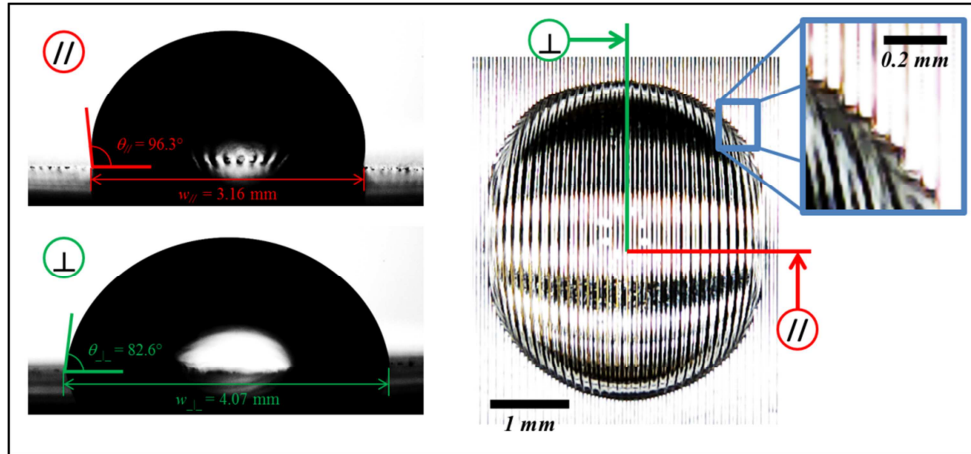 //
θ// = 96.3°
w// = 3.16 mm
⊥
θ⊥ = 82.6°
w⊥ = 4.07 mm
⊥
0.2 mm
//
1 mm